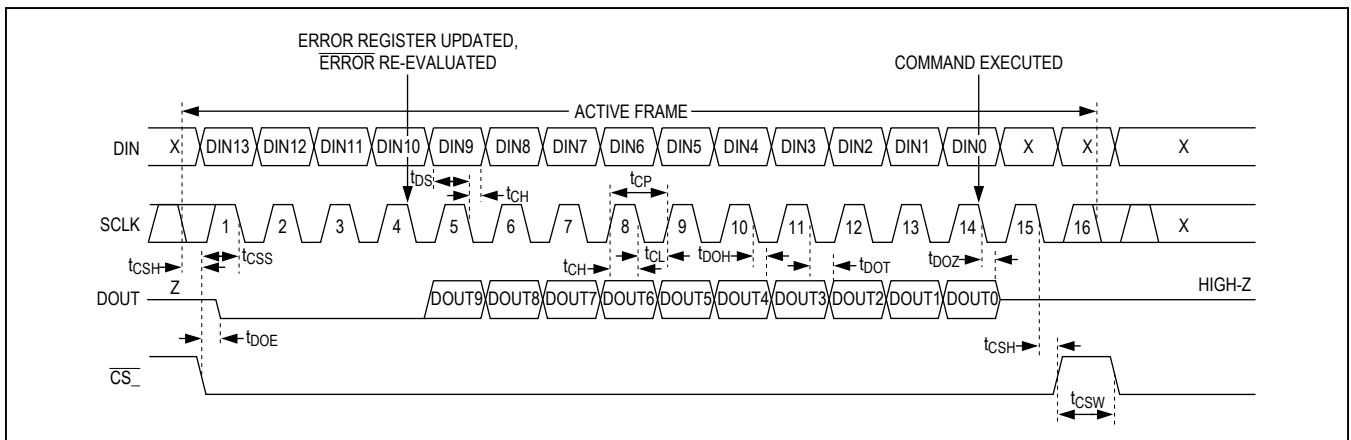 ERROR REGISTER UPDATED,
ERROR RE-EVALUATED
COMMAND EXECUTED
ACTIVE FRAME
DIN X DIN13 DIN12 DIN11 DIN10 DIN9 DIN8 DIN7 DIN6 DIN5 DIN4 DIN3 DIN2 DIN1 DIN0 X X X
tDS tCH tCP
SCLK 1 2 3 4 5 6 7 8 9 10 11 12 13 14 15 16 X
tCSH tCSS tCH tCL tDOH tDOT tDOZ
DOUT Z DOUT9 DOUT8 DOUT7 DOUT6 DOUT5 DOUT4 DOUT3 DOUT2 DOUT1 DOUT0 HIGH-Z
tDOE tCSH
CS_
tCSW